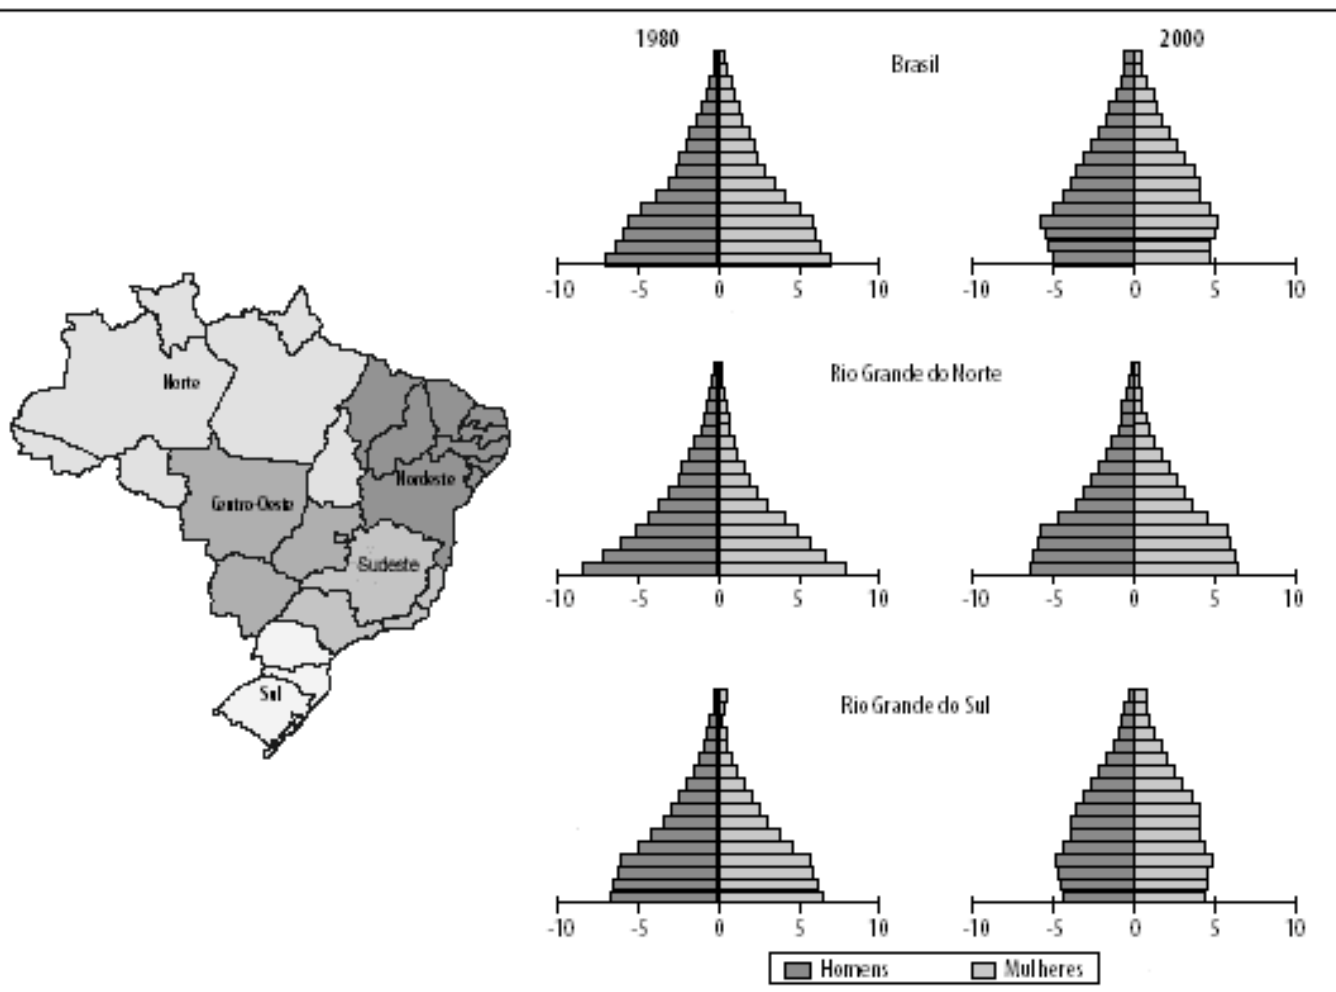 1980
2000
Brasil
-10 -5 0 5 10
-10 -5 0 5 10
Rio Grande do Norte
-10 -5 0 5 10
-10 -5 0 5 10
Rio Grande do Sul
-10 -5 0 5 10
-10 -5 0 5 10
Homens
Mulheres
Norte
Nordeste
Centro-Oeste
Sudeste
Sul